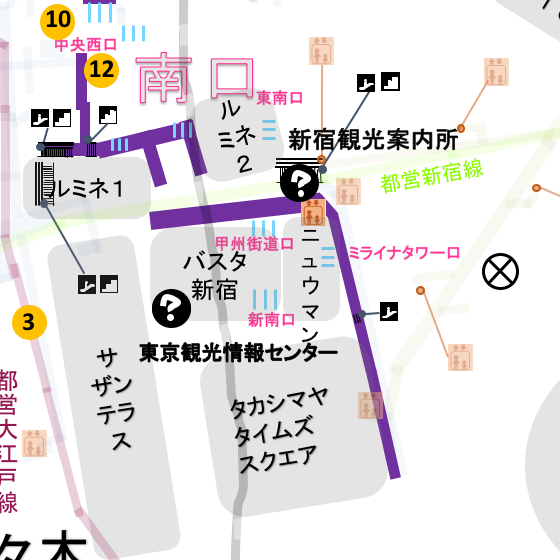 10
中央西口
12
南口
東南口
ルミネ2
新宿観光案内所
都営新宿線
ルミネ1
甲州街道口
ミライナタワー口
バスタ
新宿
ニュウマン
?
?
新南口
3
東京観光情報センター
サザンテラス
タカシマヤ
タイムズ
スクエア
都営大江戸線